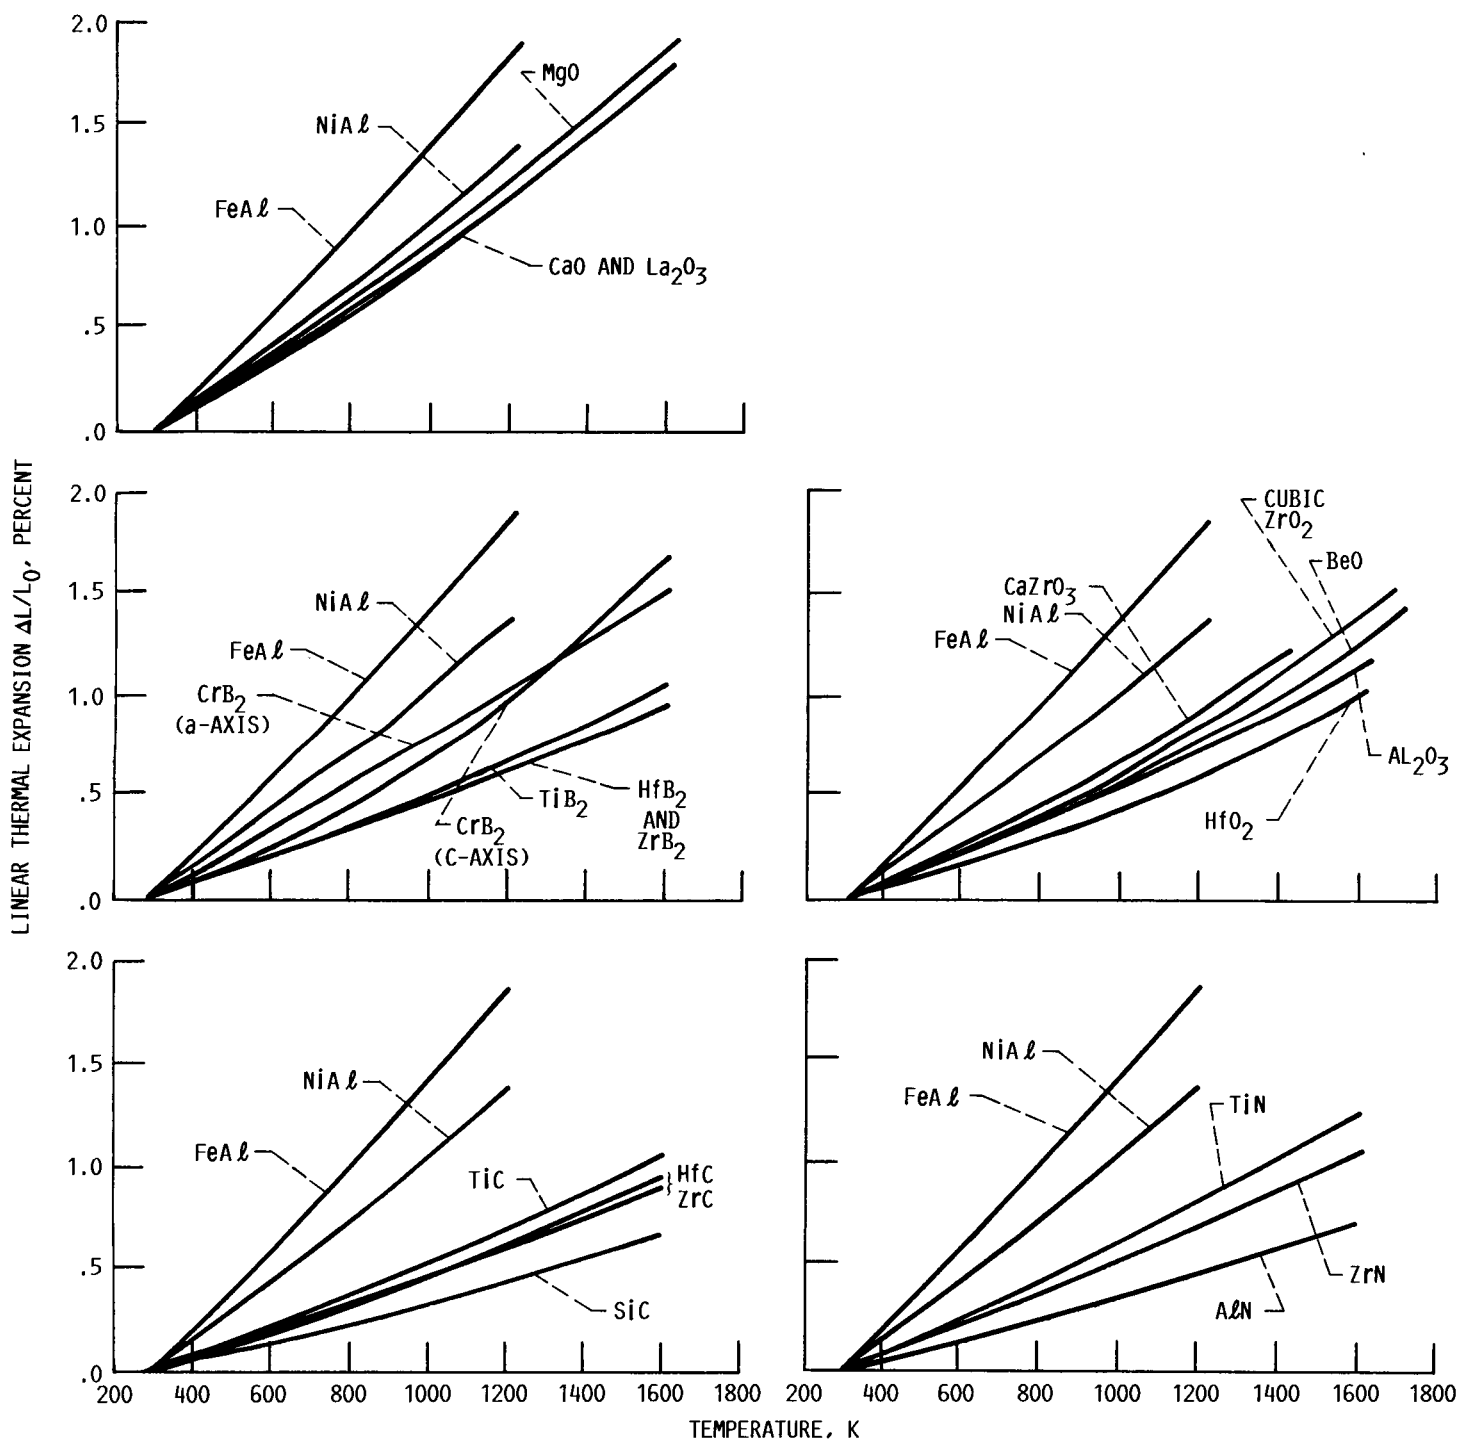 LINEAR THERMAL EXPANSION ΔL/L₀, PERCENT
2.0
1.5
1.0
.5
.0
FeAℓ
NiAℓ
MgO
CaO AND La₂O₃
2.0
1.5
1.0
.5
.0
NiAℓ
FeAℓ
CrB₂
(a-AXIS)
TiB₂
HfB₂
AND
ZrB₂
CrB₂
(C-AXIS)
CUBIC
ZrO₂
BeO
CaZrO₃
NiAℓ
FeAℓ
AL₂O₃
HfO₂
2.0
1.5
1.0
.5
.0
NiAℓ
FeAℓ
TiC
HfC
ZrC
SiC
200 400 600 800 1000 1200 1400 1600 1800
NiAℓ
FeAℓ
TiN
ZrN
AℓN
200 400 600 800 1000 1200 1400 1600 1800
TEMPERATURE, K